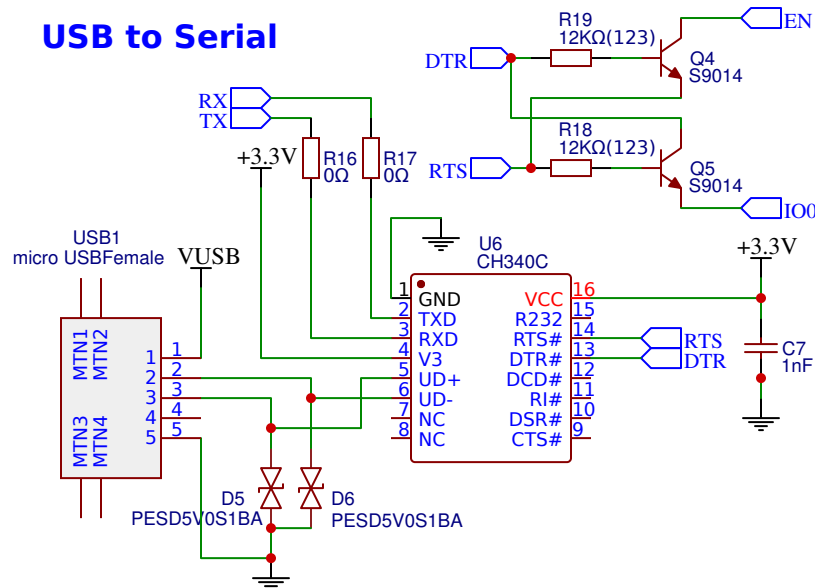 USB to Serial
R19
12KΩ(123)
EN
DTR
Q4
S9014
RX
TX
R18
12KΩ(123)
+3.3V
R16
0Ω
R17
0Ω
RTS
Q5
S9014
IO0
USB1
micro USBFemale
VUSB
U6
CH340C
+3.3V
1 GND
VCC 16
2 TXD
R232 15
3 RXD
RTS# 14
RTS
4 V3
DTR# 13
DTR
5 UD+
DCD# 12
6 UD-
RI# 11
7 NC
DSR# 10
8 NC
CTS# 9
C7
1nF
MTN1
MTN2
MTN3
MTN4
1 1
2 2
3 3
4 4
5 5
D5
PESD5V0S1BA
D6
PESD5V0S1BA